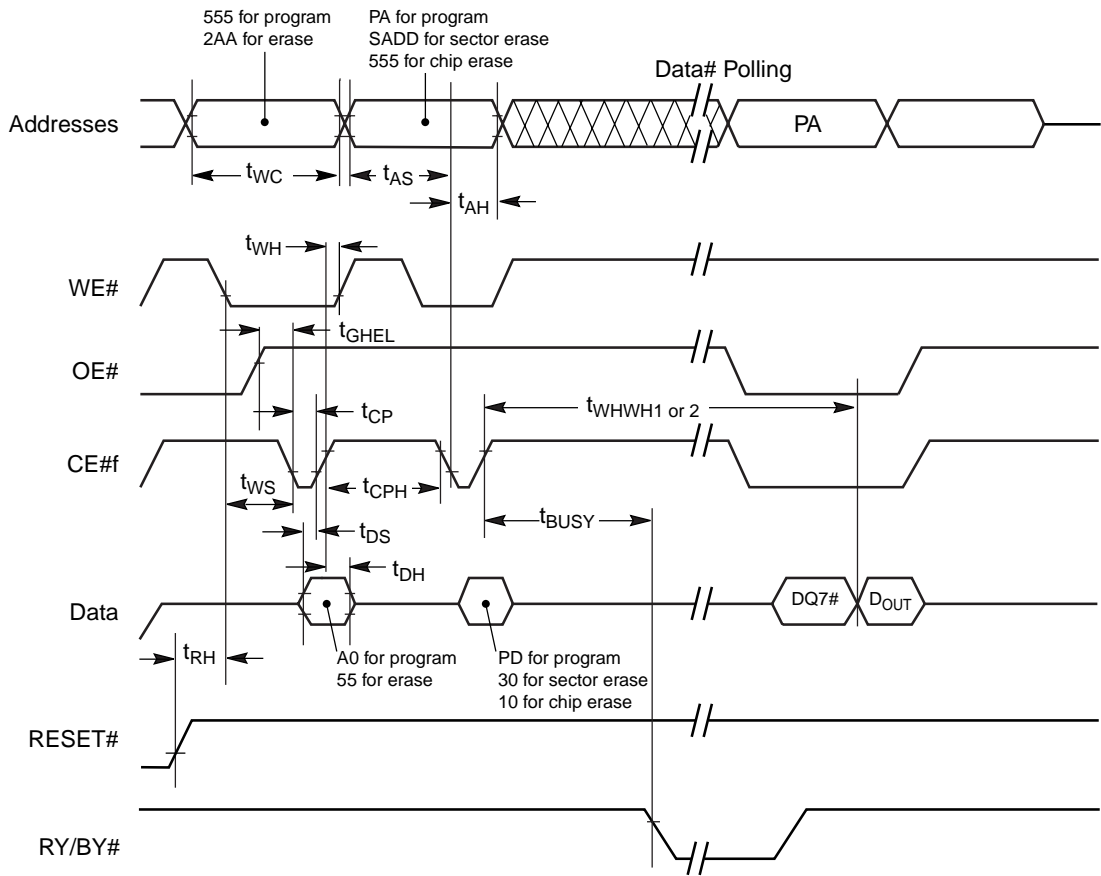 555 for program
2AA for erase
PA for program
SADD for sector erase
555 for chip erase
Data# Polling
Addresses
PA
tWC
tAS
tAH
tWH
WE#
tGHEL
OE#
tCP
tWHWH1 or 2
CE#f
tWS
tCPH
tBUSY
tDS
tDH
Data
DQ7#
DOUT
tRH
A0 for program
55 for erase
PD for program
30 for sector erase
10 for chip erase
RESET#
RY/BY#